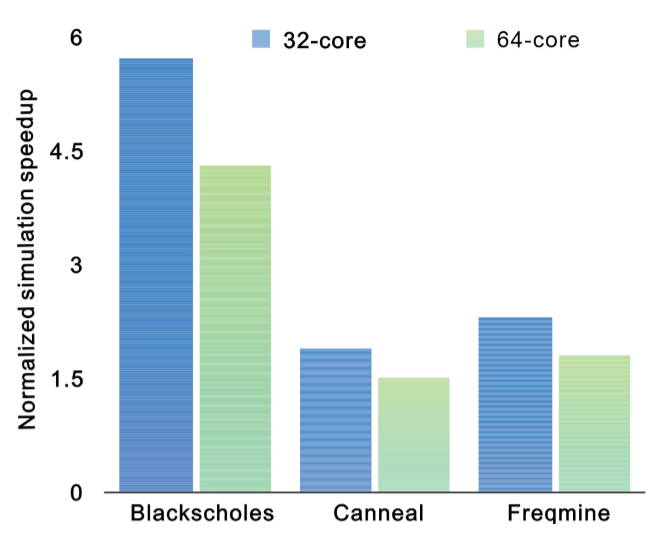 6
32-core
64-core
4.5
3
1.5
0
Normalized simulation speedup
Blackscholes
Canneal
Freqmine